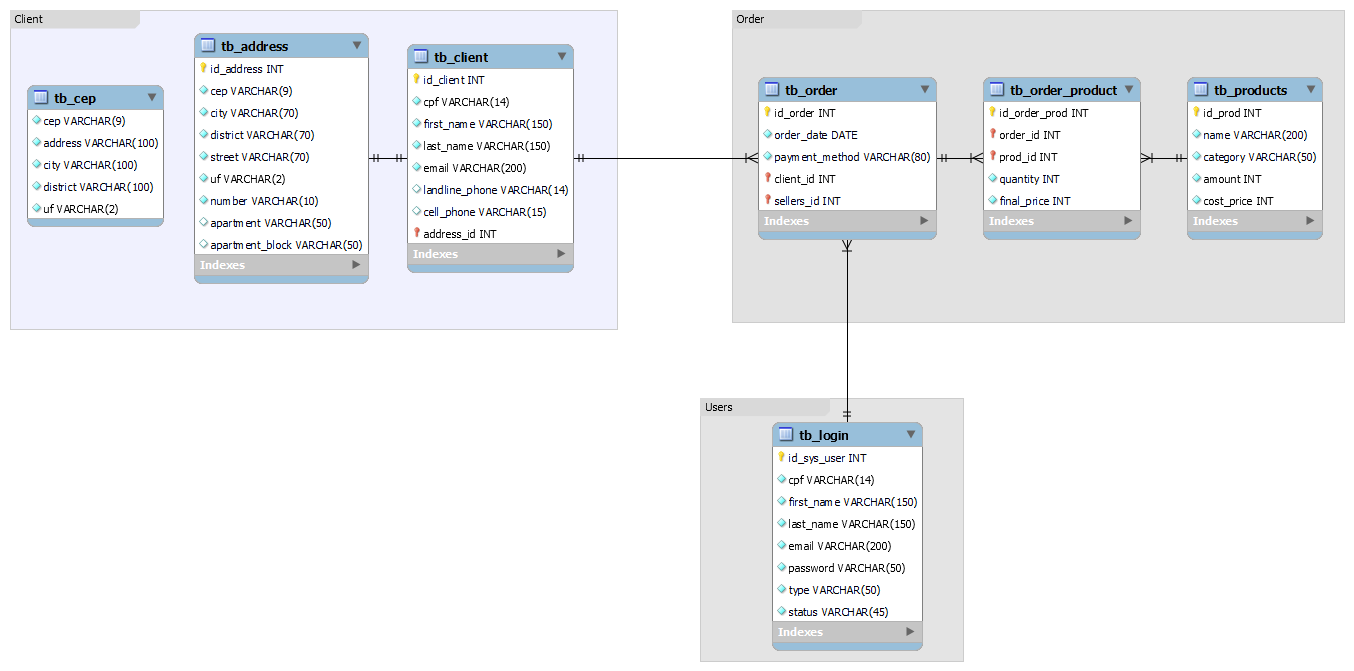 Client
tb_cep
cep VARCHAR(9)
address VARCHAR(100)
city VARCHAR(100)
district VARCHAR(100)
uf VARCHAR(2)
tb_address
id_address INT
cep VARCHAR(9)
city VARCHAR(70)
district VARCHAR(70)
street VARCHAR(70)
uf VARCHAR(2)
number VARCHAR(10)
apartment VARCHAR(50)
apartment_block VARCHAR(50)
Indexes
tb_client
id_client INT
cpf VARCHAR(14)
first_name VARCHAR(150)
last_name VARCHAR(150)
email VARCHAR(200)
landline_phone VARCHAR(14)
cell_phone VARCHAR(15)
address_id INT
Indexes
Order
tb_order
id_order INT
order_date DATE
payment_method VARCHAR(80)
client_id INT
sellers_id INT
Indexes
tb_order_product
id_order_prod INT
order_id INT
prod_id INT
quantity INT
final_price INT
Indexes
tb_products
id_prod INT
name VARCHAR(200)
category VARCHAR(50)
amount INT
cost_price INT
Indexes
Users
tb_login
id_sys_user INT
cpf VARCHAR(14)
first_name VARCHAR(150)
last_name VARCHAR(150)
email VARCHAR(200)
password VARCHAR(50)
type VARCHAR(50)
status VARCHAR(45)
Indexes